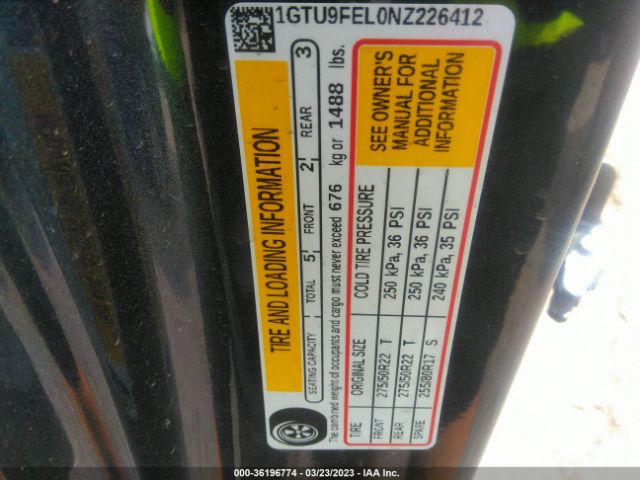 1GTU9FEL0NZ226412
TIRE AND LOADING INFORMATION
SEATING CAPACITY TOTAL 5 FRONT 2 REAR 3
The combined weight of occupants and cargo must never exceed 676 kg or 1488 lbs.
TIRE ORIGINAL SIZE COLD TIRE PRESSURE
FRONT 275/50R22 T 250 kPa, 36 PSI
REAR 275/50R22 T 250 kPa, 36 PSI
SPARE 255/80R17 S 240 kPa, 35 PSI
SEE OWNER'S
MANUAL FOR
ADDITIONAL
INFORMATION
000-36196774 — 03/23/2023 — IAA Inc.